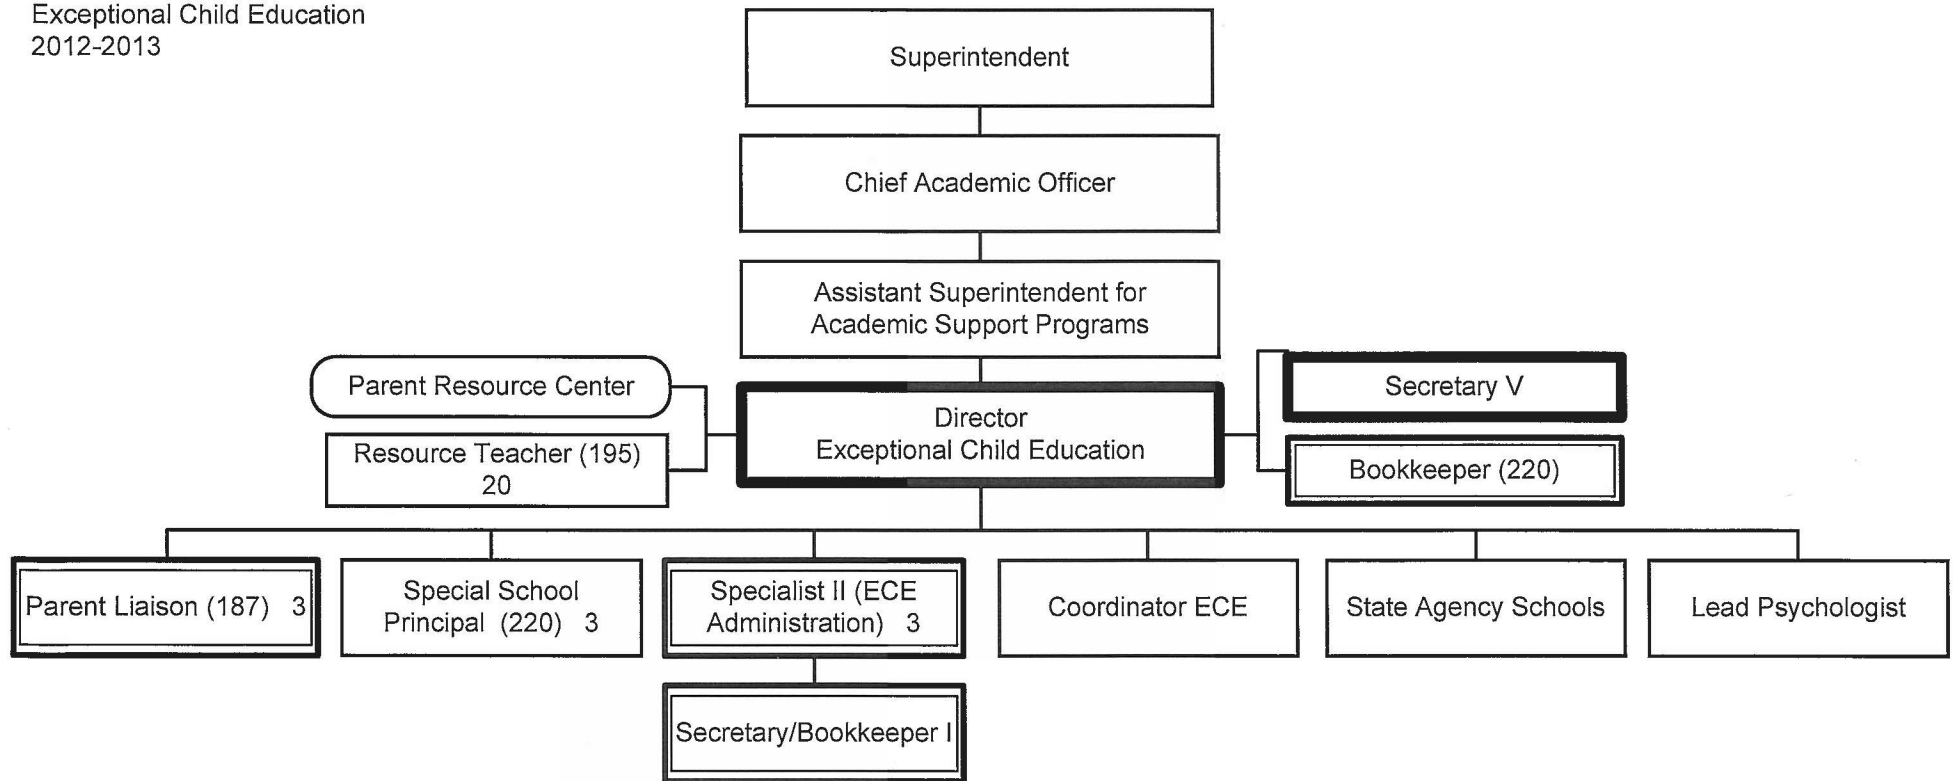 Exceptional Child Education
2012-2013
Superintendent
Chief Academic Officer
Assistant Superintendent for
Academic Support Programs
Parent Resource Center
Resource Teacher (195)
20
Director
Exceptional Child Education
Secretary V
Bookkeeper (220)
Parent Liaison (187) 3
Special School
Principal (220) 3
Specialist II (ECE
Administration) 3
Coordinator ECE
State Agency Schools
Lead Psychologist
Secretary/Bookkeeper I